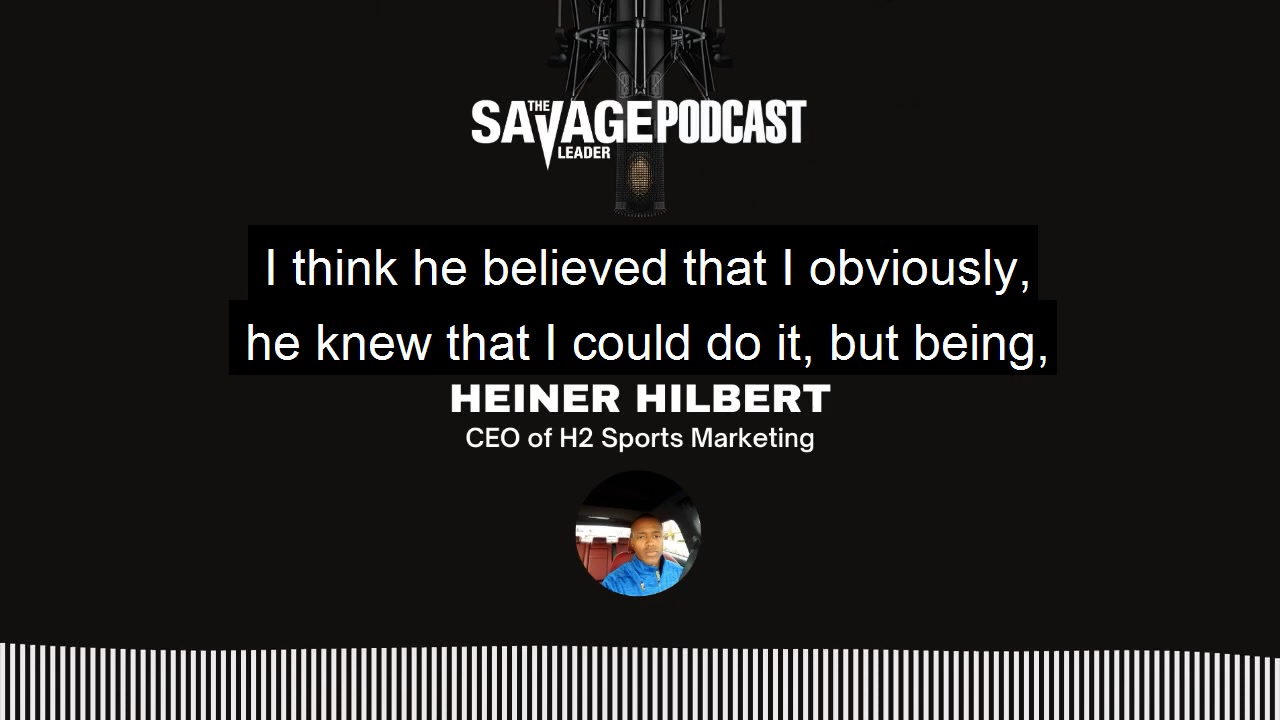 THE SAVAGE PODCAST
LEADER
I think he believed that I obviously,
he knew that I could do it, but being,
HEINER HILBERT
CEO of H2 Sports Marketing